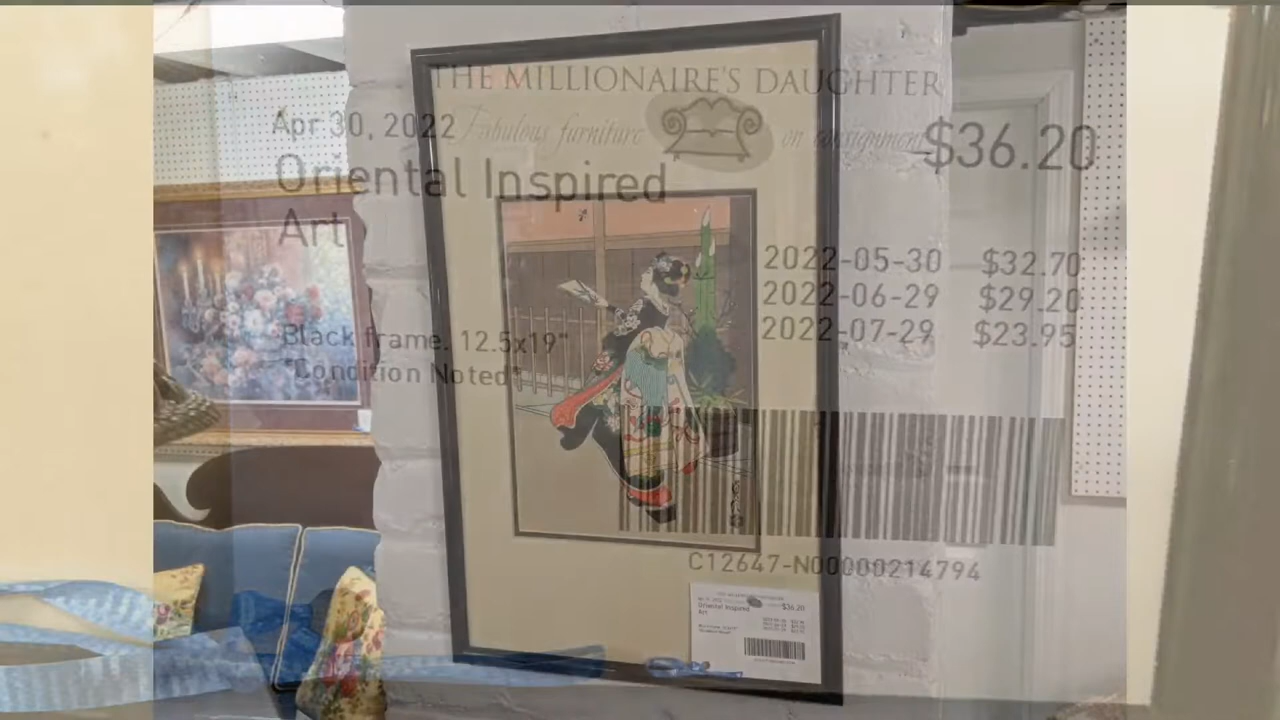 THE MILLIONAIRE'S DAUGHTER
Fabulous furniture on consignment
Apr 30, 2022 $36.20
Oriental Inspired
Art
2022-05-30 $32.70
2022-06-29 $29.20
2022-07-29 $23.95
Black frame. 12.5x19"
"Condition Noted"
C12647-N00000214794
$36.20
Oriental Inspired
Art